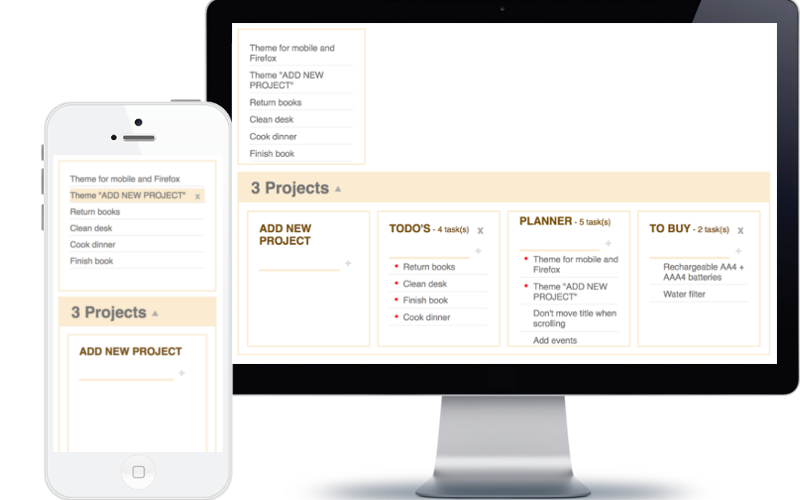 Theme for mobile and
Firefox
Theme "ADD NEW
PROJECT"
Return books
Clean desk
Cook dinner
Finish book
3 Projects ▲
ADD NEW
PROJECT
+
TODO'S - 4 task(s) x
+
• Return books
• Clean desk
• Finish book
• Cook dinner
PLANNER - 5 task(s)
+
• Theme for mobile and
Firefox
• Theme "ADD NEW
PROJECT"
Don't move title when
scrolling
Add events
TO BUY - 2 task(s) x
+
Rechargeable AA4 +
AAA4 batteries
Water filter
Theme for mobile and Firefox
Theme "ADD NEW PROJECT" x
Return books
Clean desk
Cook dinner
Finish book
3 Projects ▲
ADD NEW PROJECT
+